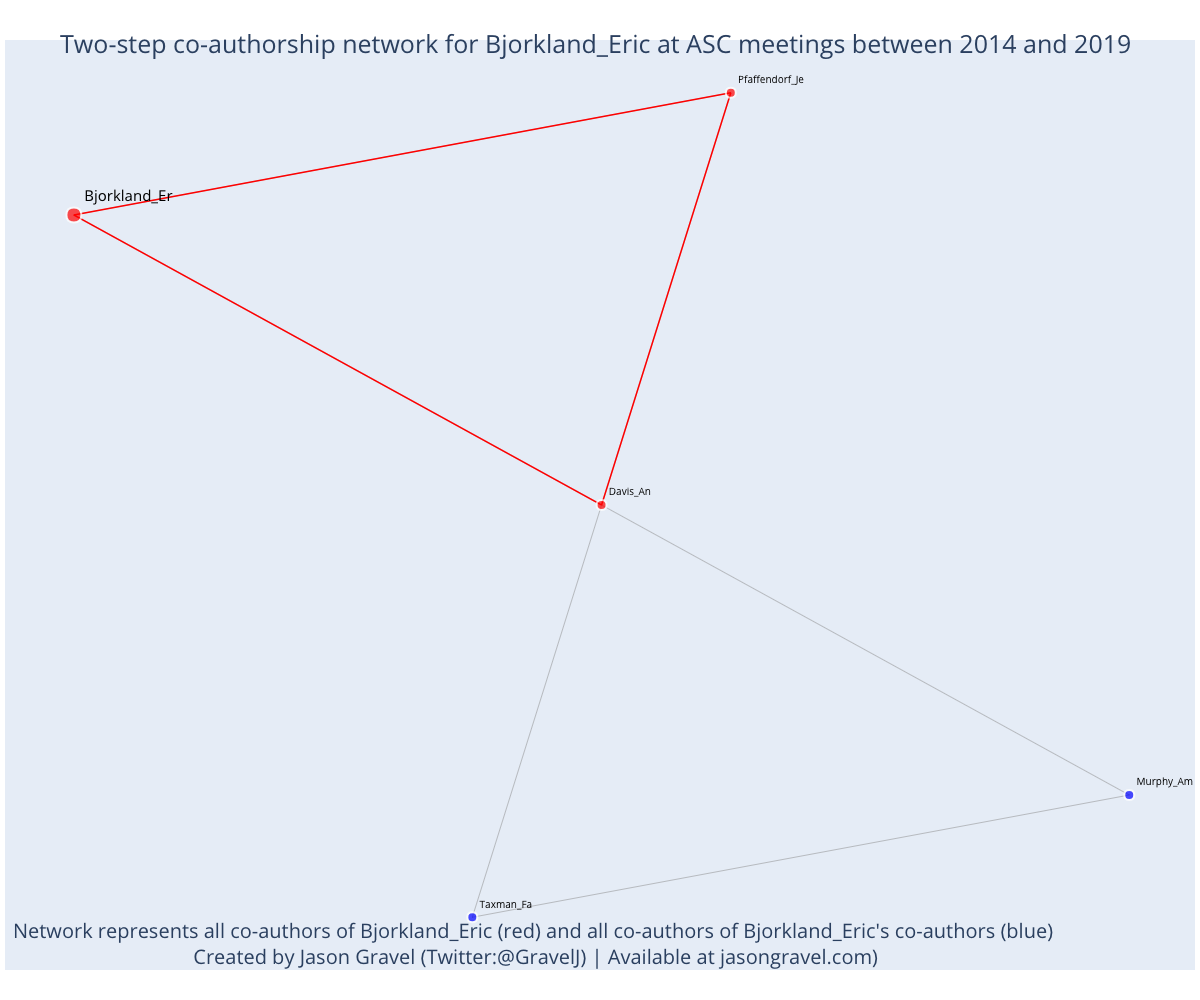 Two-step co-authorship network for Bjorkland_Eric at ASC meetings between 2014 and 2019
Pfaffendorf_Je
Bjorkland_Er
Davis_An
Murphy_Am
Taxman_Fa
Network represents all co-authors of Bjorkland_Eric (red) and all co-authors of Bjorkland_Eric's co-authors (blue)
Created by Jason Gravel (Twitter:@GravelJ) | Available at jasongravel.com)